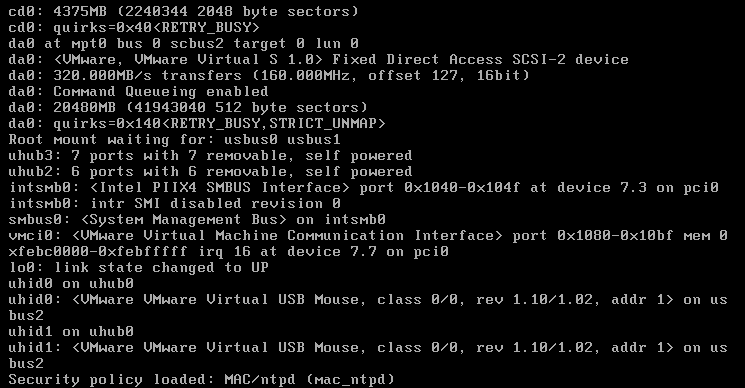 cd0: 4375MB (2240344 2048 byte sectors)
cd0: quirks=0x40<RETRY_BUSY>
da0 at mpt0 bus 0 scbus2 target 0 lun 0
da0: <VMware, VMware Virtual S 1.0> Fixed Direct Access SCSI-2 device
da0: 320.000MB/s transfers (160.000MHz, offset 127, 16bit)
da0: Command Queueing enabled
da0: 20480MB (41943040 512 byte sectors)
da0: quirks=0x140<RETRY_BUSY,STRICT_UNMAP>
Root mount waiting for: usbus0 usbus1
uhub3: 7 ports with 7 removable, self powered
uhub2: 6 ports with 6 removable, self powered
intsmb0: <Intel PIIX4 SMBUS Interface> port 0x1040-0x104f at device 7.3 on pci0
intsmb0: intr SMI disabled revision 0
smbus0: <System Management Bus> on intsmb0
vmci0: <VMware Virtual Machine Communication Interface> port 0x1080-0x10bf mem 0
xfebc0000-0xfebfffff irq 16 at device 7.7 on pci0
lo0: link state changed to UP
uhid0 on uhub0
uhid0: <VMware VMware Virtual USB Mouse, class 0/0, rev 1.10/1.02, addr 1> on us
bus2
uhid1 on uhub0
uhid1: <VMware VMware Virtual USB Mouse, class 0/0, rev 1.10/1.02, addr 1> on us
bus2
Security policy loaded: MAC/ntpd (mac_ntpd)